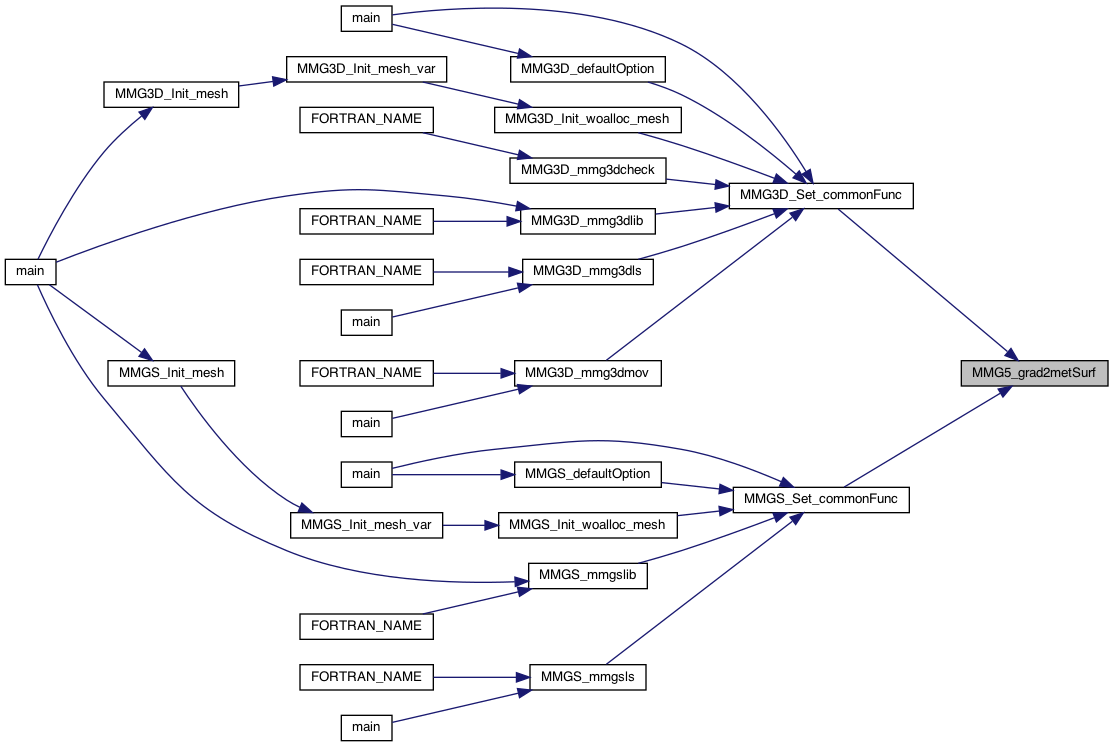 main
MMG3D_defaultOption
MMG3D_Init_mesh_var
MMG3D_Init_mesh
MMG3D_Init_woalloc_mesh
FORTRAN_NAME
MMG3D_mmg3dcheck
MMG3D_Set_commonFunc
FORTRAN_NAME
MMG3D_mmg3dlib
main
FORTRAN_NAME
MMG3D_mmg3dls
main
MMGS_Init_mesh
FORTRAN_NAME
MMG3D_mmg3dmov
MMG5_grad2metSurf
main
main
MMGS_defaultOption
MMGS_Set_commonFunc
MMGS_Init_mesh_var
MMGS_Init_woalloc_mesh
MMGS_mmgslib
FORTRAN_NAME
FORTRAN_NAME
MMGS_mmgsls
main